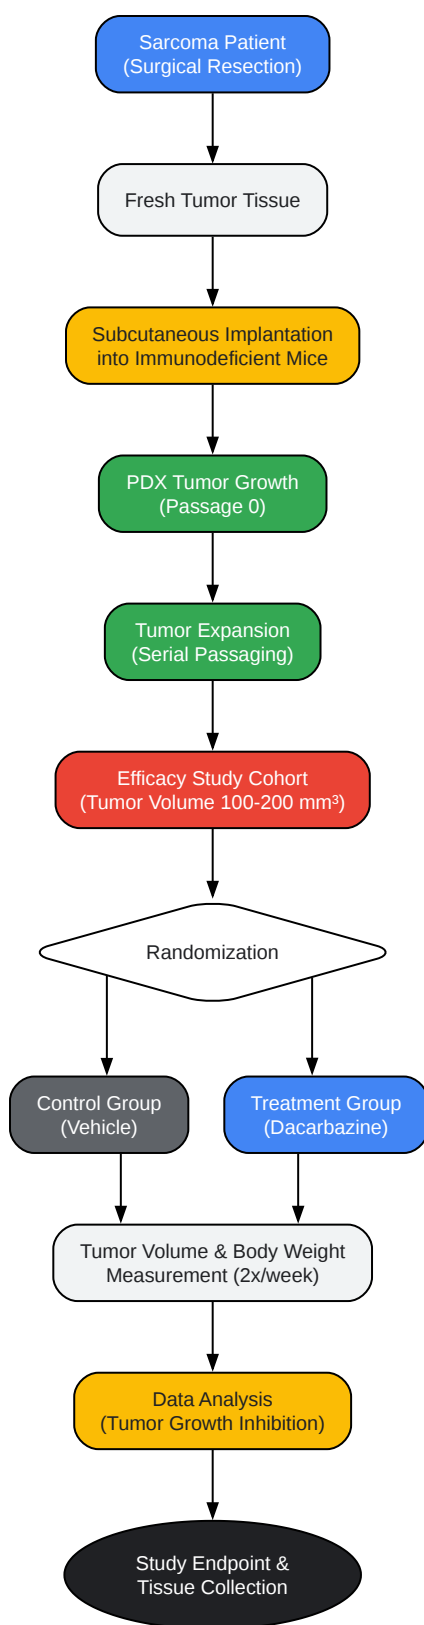 Sarcoma Patient
(Surgical Resection)
Fresh Tumor Tissue
Subcutaneous Implantation
into Immunodeficient Mice
PDX Tumor Growth
(Passage 0)
Tumor Expansion
(Serial Passaging)
Efficacy Study Cohort
(Tumor Volume 100-200 mm³)
Randomization
Control Group
(Vehicle)
Treatment Group
(Dacarbazine)
Tumor Volume & Body Weight
Measurement (2x/week)
Data Analysis
(Tumor Growth Inhibition)
Study Endpoint &
Tissue Collection